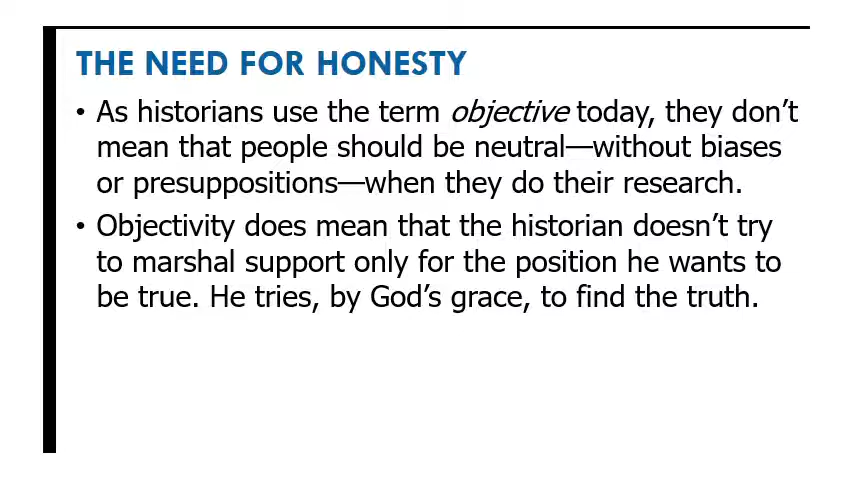 THE NEED FOR HONESTY
• As historians use the term objective today, they don’t
mean that people should be neutral—without biases
or presuppositions—when they do their research.
• Objectivity does mean that the historian doesn’t try
to marshal support only for the position he wants to
be true. He tries, by God’s grace, to find the truth.